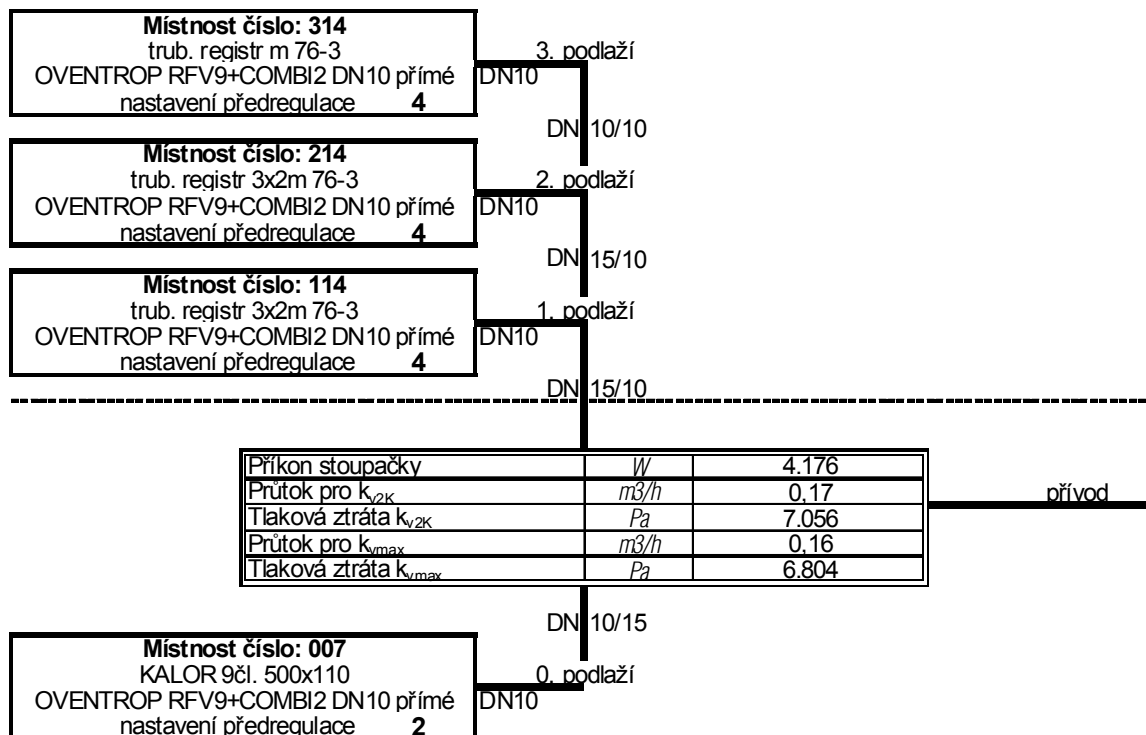 Místnost číslo: 314
trub. registr m 76-3
OVENTROP RFV9+COMBI2 DN10 přímé
nastavení předregulace 4
3. podlaží
DN10
DN 10/10
Místnost číslo: 214
trub. registr 3x2m 76-3
OVENTROP RFV9+COMBI2 DN10 přímé
nastavení předregulace 4
2. podlaží
DN10
DN 15/10
Místnost číslo: 114
trub. registr 3x2m 76-3
OVENTROP RFV9+COMBI2 DN10 přímé
nastavení předregulace 4
1. podlaží
DN10
DN 15/10
Příkon stoupačky W 4.176
Průtok pro kv2K m3/h 0,17
Tlaková ztráta kv2K Pa 7.056
Průtok pro kvmax m3/h 0,16
Tlaková ztráta kvmax Pa 6.804
přívod
DN 10/15
Místnost číslo: 007
KALOR 9čl. 500x110
OVENTROP RFV9+COMBI2 DN10 přímé
nastavení předregulace 2
0. podlaží
DN10